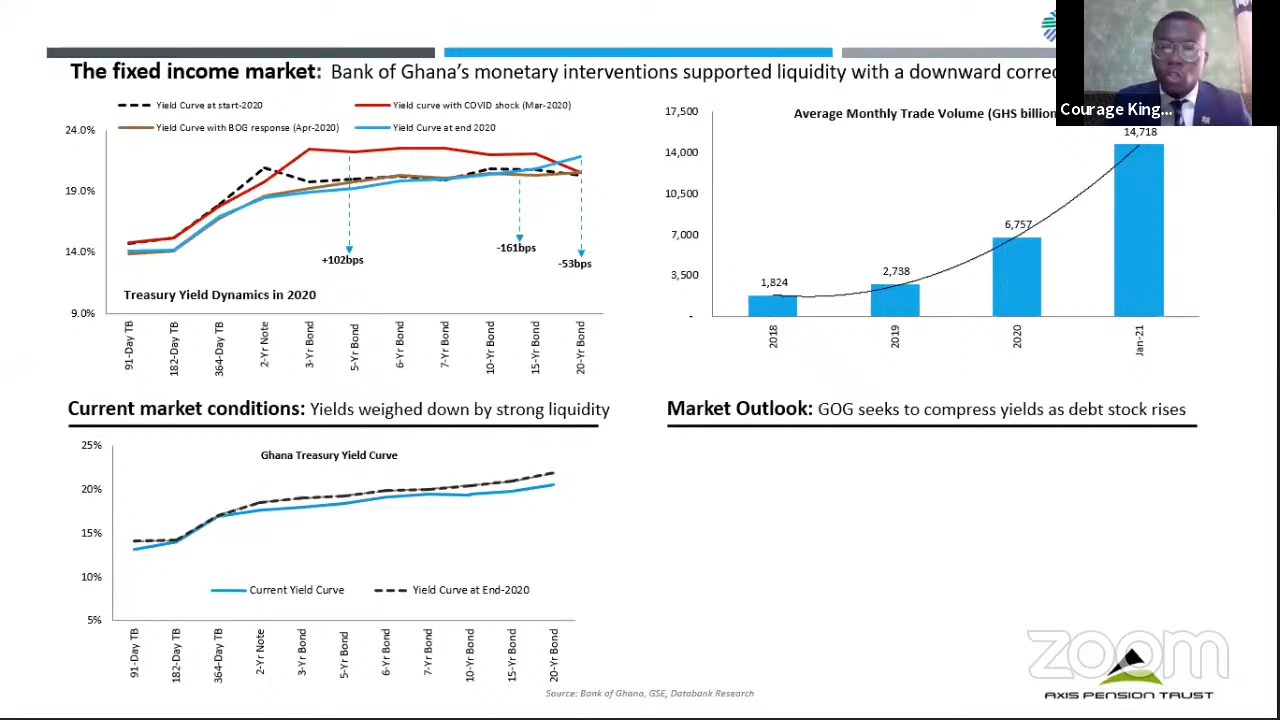 The fixed income market: Bank of Ghana's monetary interventions supported liquidity with a downward correc
Courage King...
Yield Curve at start-2020
Yield curve with COVID shock (Mar-2020)
Yield Curve with BOG response (Apr-2020)
Yield Curve at end 2020
24.0%
19.0%
14.0%
9.0%
+102bps
-161bps
-53bps
Treasury Yield Dynamics in 2020
91-Day TB
182-Day TB
364-Day TB
2-Yr Note
3-Yr Bond
5-Yr Bond
6-Yr Bond
7-Yr Bond
10-Yr Bond
15-Yr Bond
20-Yr Bond
Average Monthly Trade Volume (GHS billion
17,500
14,000
10,500
7,000
3,500
-
1,824
2,738
6,757
14,718
2018
2019
2020
Jan-21
Current market conditions: Yields weighed down by strong liquidity
Ghana Treasury Yield Curve
25%
20%
15%
10%
5%
Current Yield Curve
Yield Curve at End-2020
91-Day TB
182-Day TB
364-Day TB
2-Yr Note
3-Yr Bond
5-Yr Bond
6-Yr Bond
7-Yr Bond
10-Yr Bond
15-Yr Bond
20-Yr Bond
Market Outlook: GOG seeks to compress yields as debt stock rises
Source: Bank of Ghana, GSE, Databank Research
zoom
AXIS PENSION TRUST